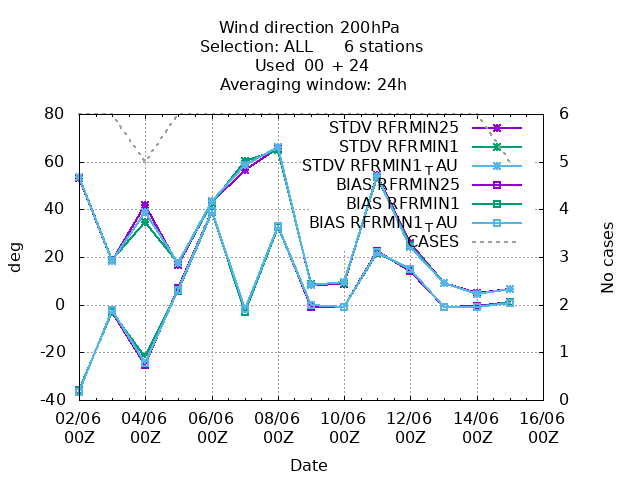 Wind direction 200hPa
Selection: ALL 6 stations
Used 00 + 24
Averaging window: 24h
80 6
STDV RFRMIN25
STDV RFRMIN1
60 5
STDV RFRMIN1_TAU
BIAS RFRMIN25
BIAS RFRMIN1
40 4
BIAS RFRMIN1_TAU
CASES
20 3
deg
No cases
0 2
-20 1
-40 0
02/06 04/06 06/06 08/06 10/06 12/06 14/06 16/06
00Z 00Z 00Z 00Z 00Z 00Z 00Z 00Z
Date